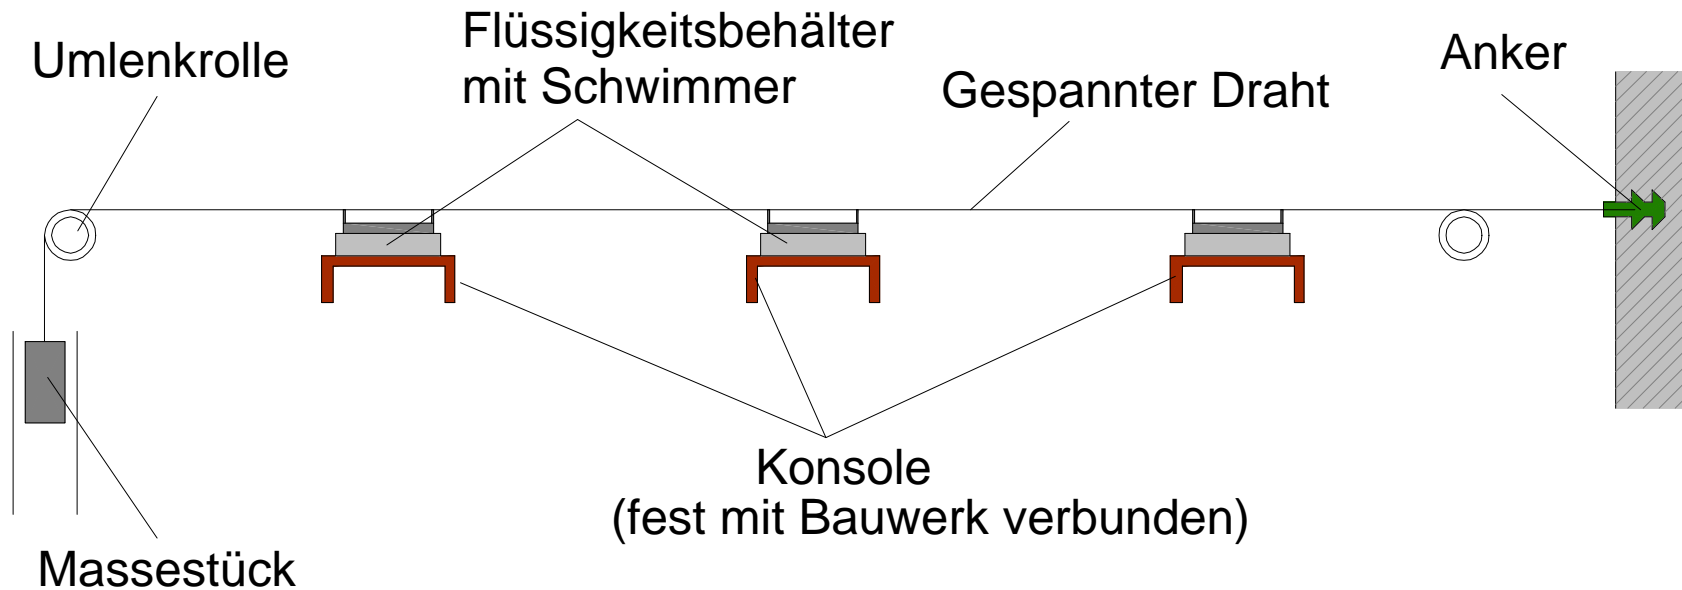 Umlenkrolle
Flüssigkeitsbehälter
mit Schwimmer
Gespannter Draht
Anker
Konsole
(fest mit Bauwerk verbunden)
Massestück